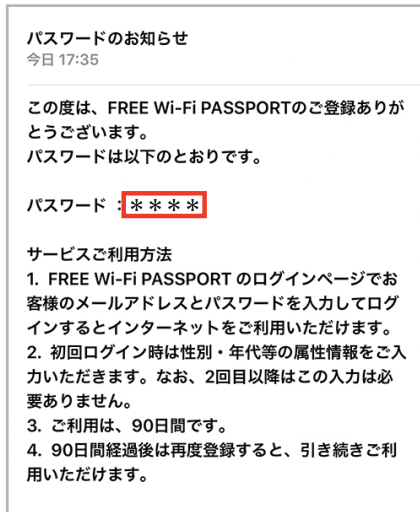 パスワードのお知らせ
今日 17:35
この度は、FREE Wi-Fi PASSPORTのご登録ありが
とうございます。
パスワードは以下のとおりです。
パスワード ：＊＊＊＊
サービスご利用方法
1. FREE Wi-Fi PASSPORT のログインページでお
客様のメールアドレスとパスワードを入力してログ
インするとインターネットをご利用いただけます。
2. 初回ログイン時は性別・年代等の属性情報をご入
力いただきます。なお、2回目以降はこの入力は必
要ありません。
3. ご利用は、90日間です。
4. 90日間経過後は再度登録すると、引き続きご利
用いただけます。